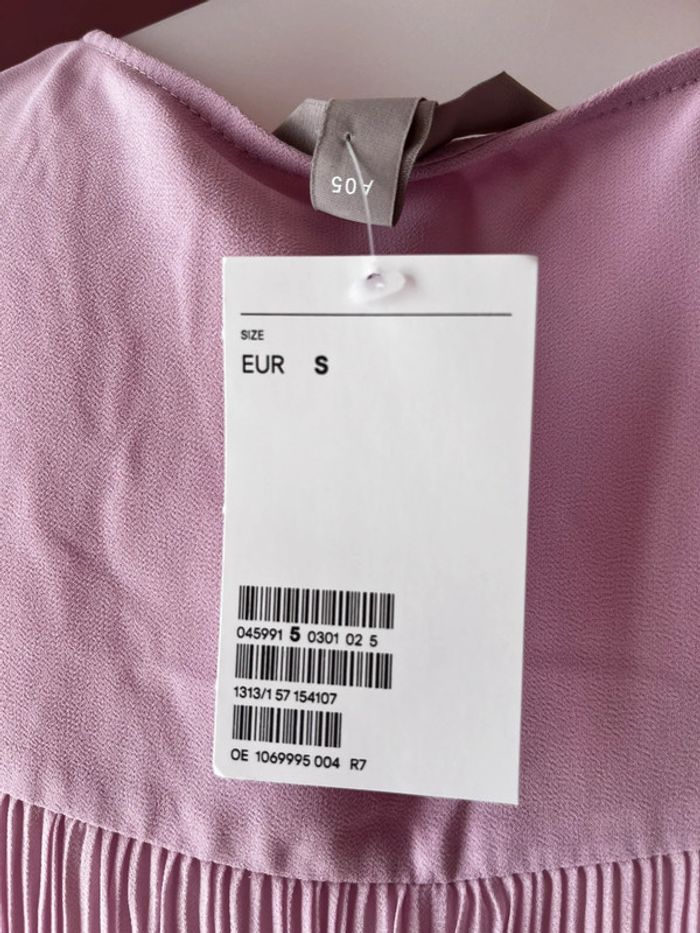 A05
SIZE
EUR S
045991 5 0301 02 5
1313/1 57 154107
OE 1069995 004 R7